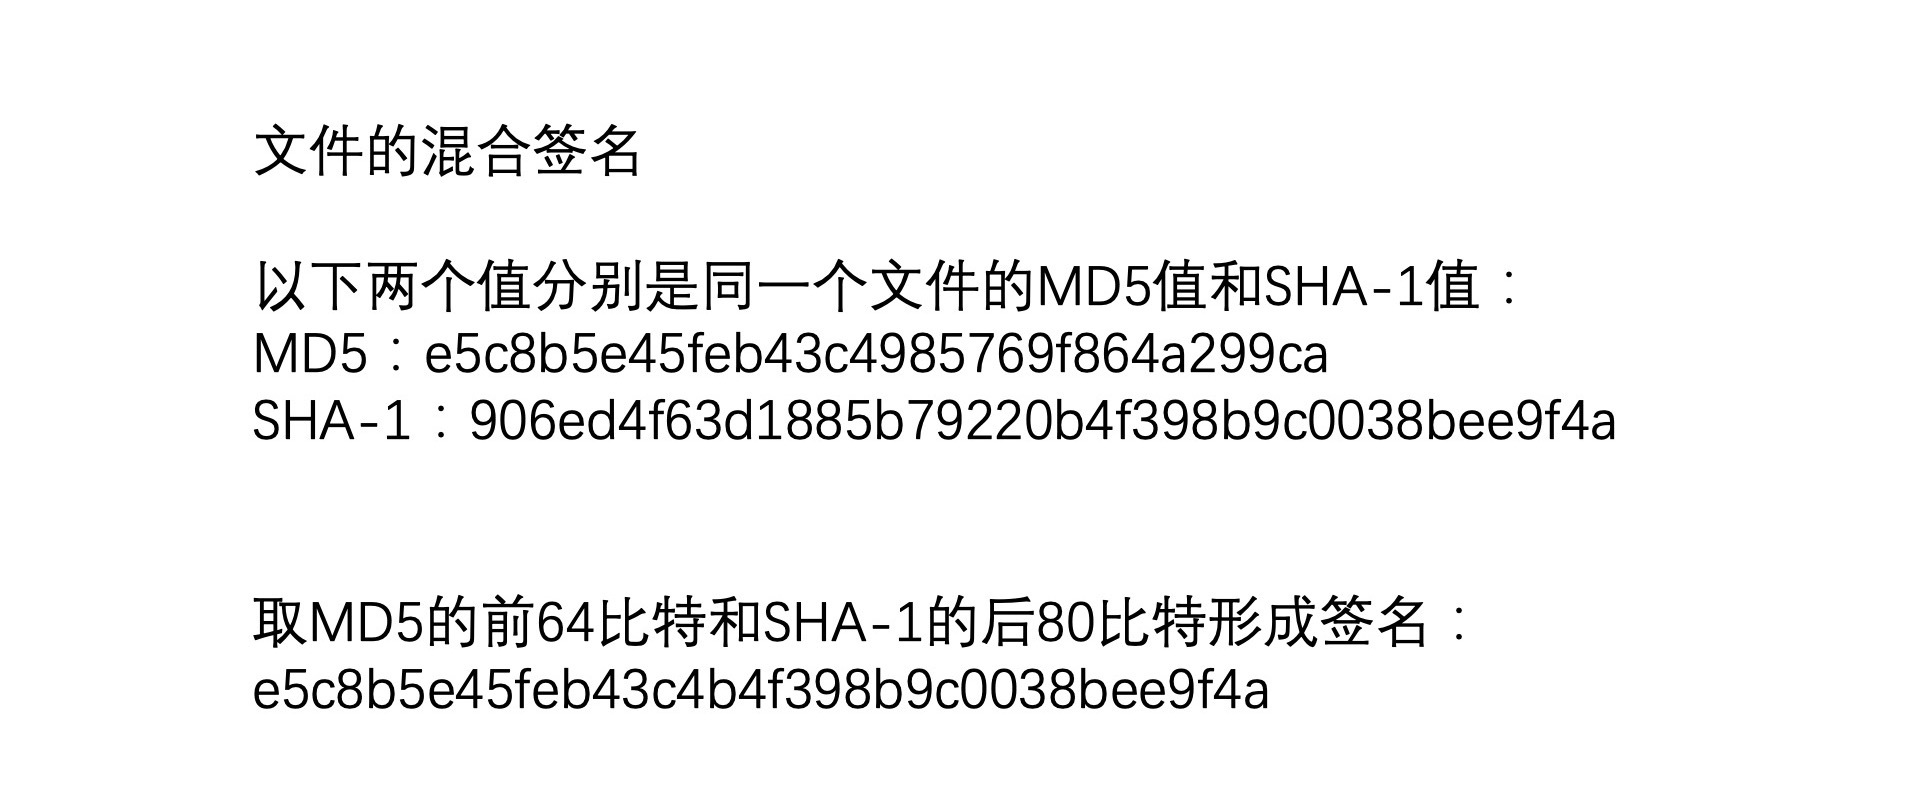 文件的混合签名
以下两个值分别是同一个文件的MD5值和SHA-1值：
MD5：e5c8b5e45feb43c4985769f864a299ca
SHA-1：906ed4f63d1885b79220b4f398b9c0038bee9f4a
取MD5的前64比特和SHA-1的后80比特形成签名：
e5c8b5e45feb43c4b4f398b9c0038bee9f4a